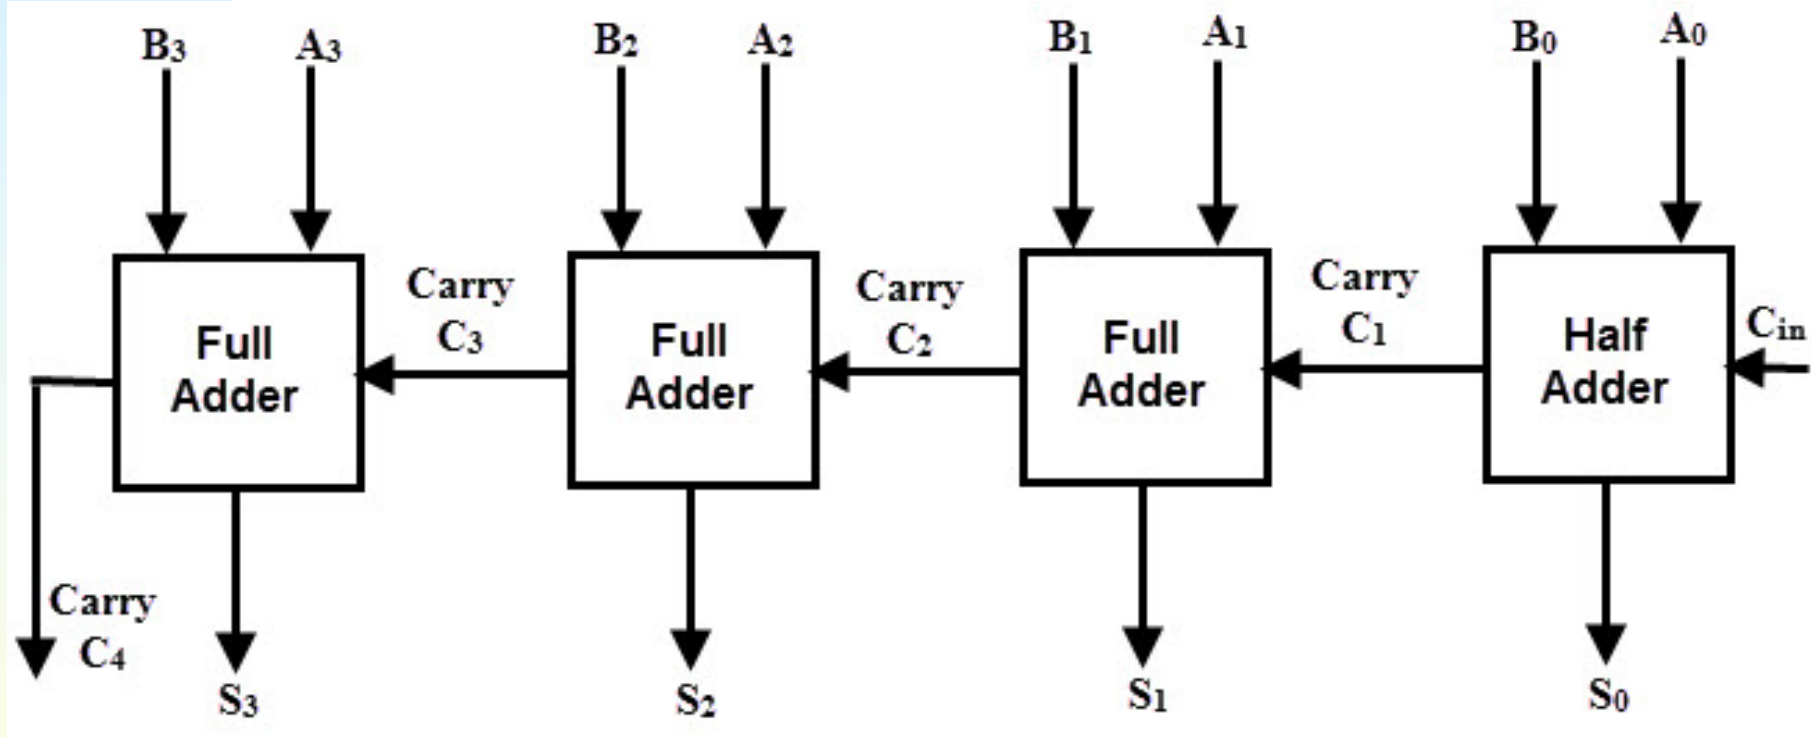 B3 A3 B2 A2 B1 A1 B0 A0
Carry C3
Carry C2
Carry C1
Cin
Full Adder
Full Adder
Full Adder
Half Adder
Carry C4
S3 S2 S1 S0